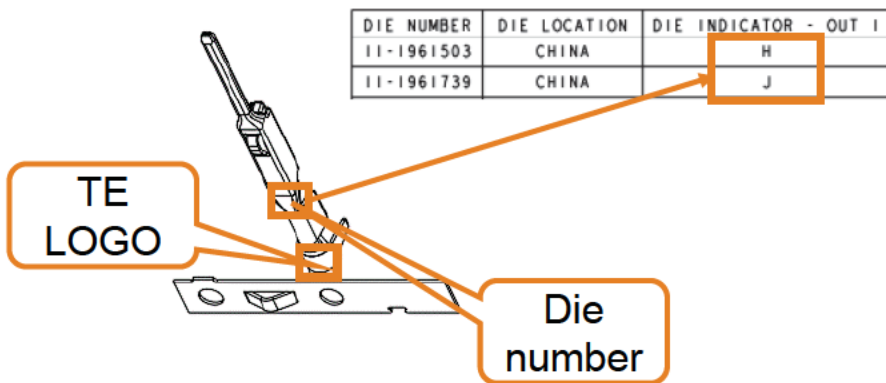 DIE NUMBER DIE LOCATION DIE INDICATOR - OUT
11-1961503 CHINA H
11-1961739 CHINA J
TE
LOGO
Die
number